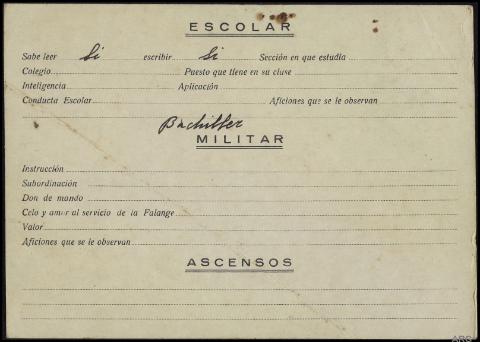 ESCOLAR
Sabe leer Si escribir Si Sección en que estudia
Colegio Puesto que tiene en su clase
Inteligencia Aplicación
Conducta Escolar Aficiones que se le observan
Bachiller
MILITAR
Instrucción
Subordinación
Don de mando
Celo y amor al servicio de la Falange
Valor
Aficiones que se le observan
ASCENSOS